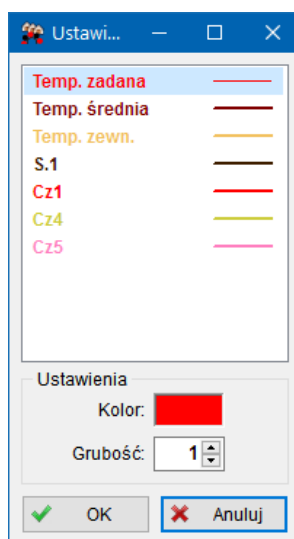 Ustawi...
Temp. zadana
Temp. średnia
Temp. zewn.
S.1
Cz1
Cz4
Cz5
Ustawienia
Kolor:
Grubość: 1
OK Anuluj